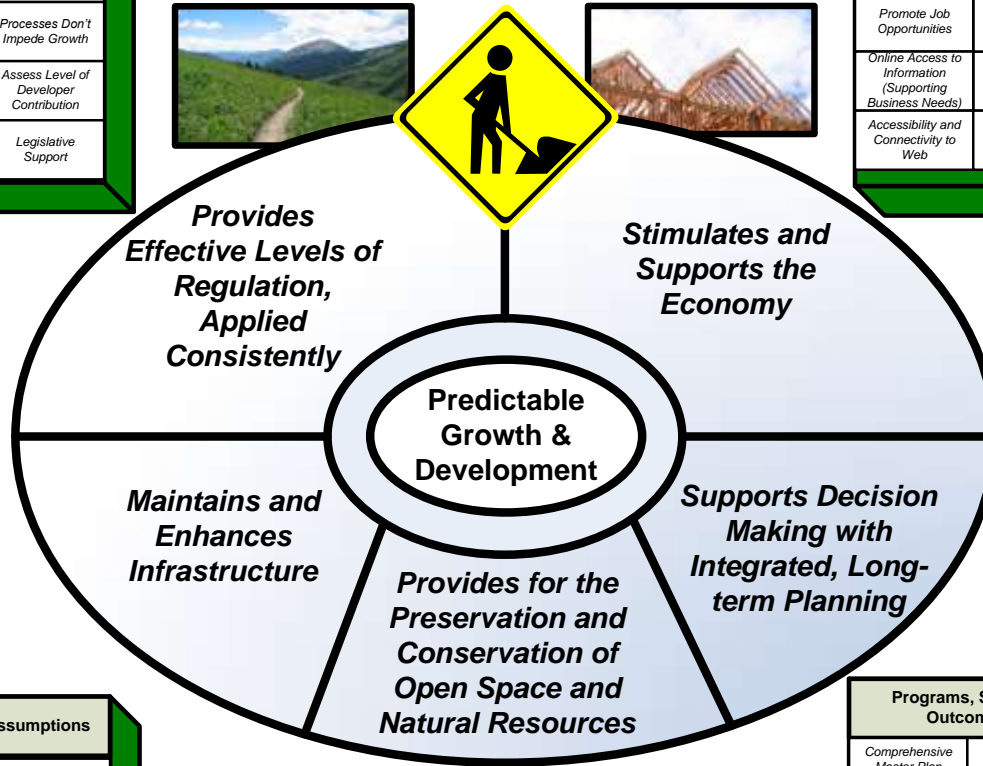 Processes Don't
Impede Growth
Assess Level of
Developer
Contribution
Legislative
Support
Promote Job
Opportunities
Online Access to
Information
(Supporting
Business Needs)
Accessibility and
Connectivity to
Web
Provides
Effective Levels of
Regulation,
Applied
Consistently
Stimulates and
Supports the
Economy
Predictable
Growth &
Development
Maintains and
Enhances
Infrastructure
Provides for the
Preservation and
Conservation of
Open Space and
Natural Resources
Supports Decision
Making with
Integrated, Long-
term Planning
Programs,
Comprehensive
Master Plan